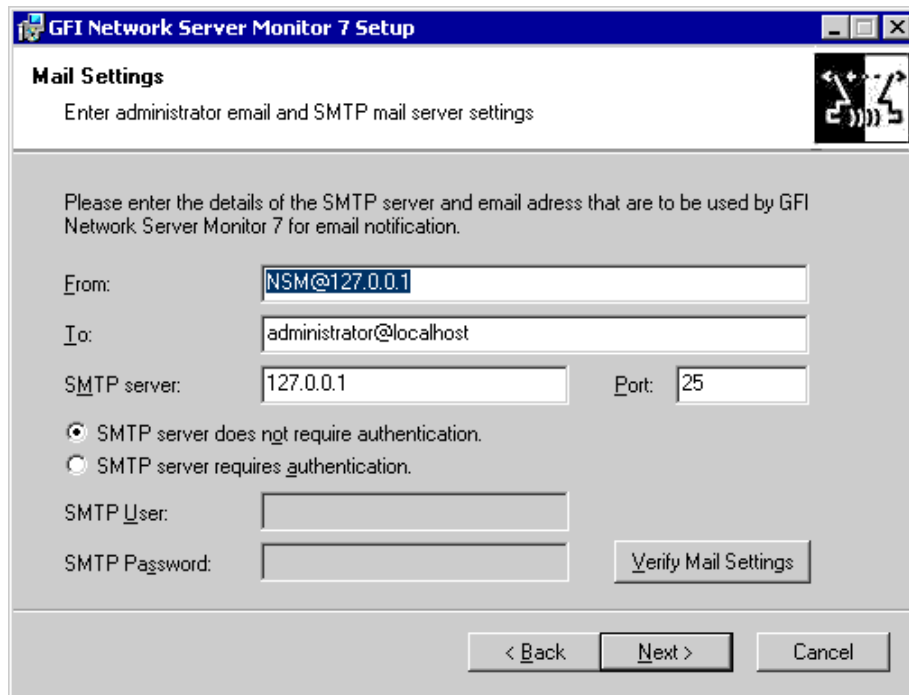 GFI Network Server Monitor 7 Setup
Mail Settings
Enter administrator email and SMTP mail server settings
Please enter the details of the SMTP server and email adress that are to be used by GFI
Network Server Monitor 7 for email notification.
From: NSM@127.0.0.1
To: administrator@localhost
SMTP server: 127.0.0.1 Port: 25
SMTP server does not require authentication.
SMTP server requires authentication.
SMTP User:
SMTP Password: Verify Mail Settings
< Back Next > Cancel